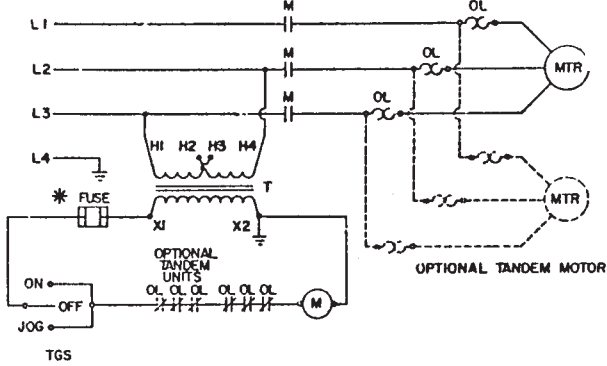 M
OL
L1
M
OL
L2
MTR
M
OL
L3
H1 H2 H3 H4
L4
T
* FUSE
MTR
X1 X2
OPTIONAL
TANDEM
UNITS
OPTIONAL TANDEM MOTOR
ON
OL OL OL OL OL OL
OFF
M
JOG
TGS